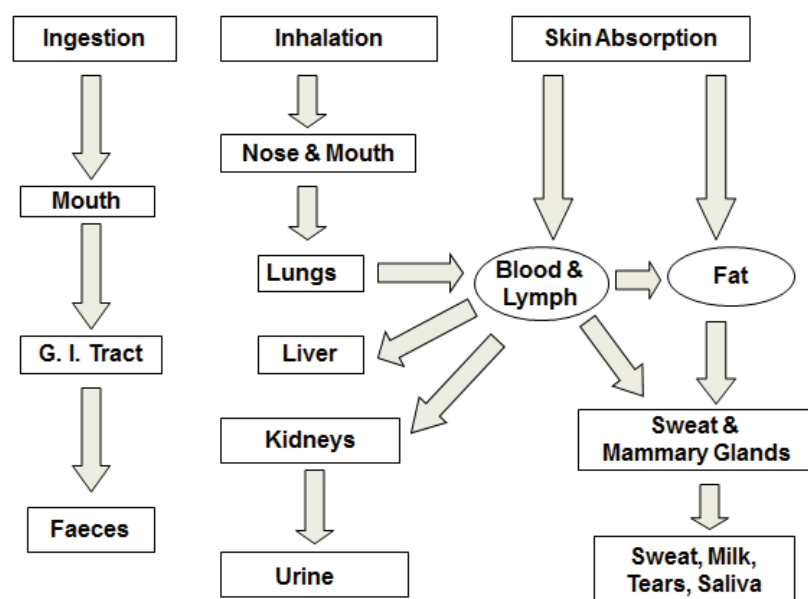 Ingestion
Inhalation
Skin Absorption
Nose & Mouth
Mouth
Lungs
Blood &
Lymph
Fat
G. I. Tract
Liver
Kidneys
Sweat &
Mammary Glands
Faeces
Urine
Sweat, Milk,
Tears, Saliva